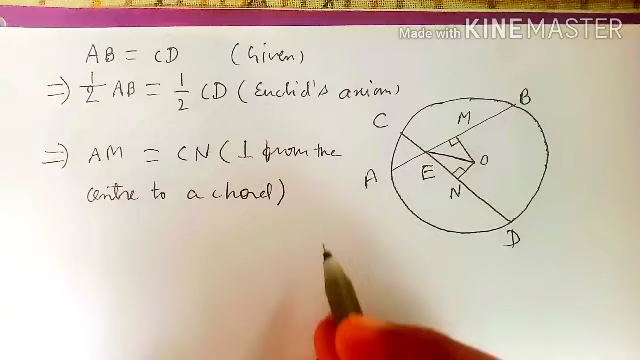 Made with KINEMASTER
AB = CD (Given)
⇒ 1/2 AB = 1/2 CD (Euclid's axiom)
⇒ AM = CN (⊥ from the
centre to a chord)
B
M
C
O
E
A
N
D